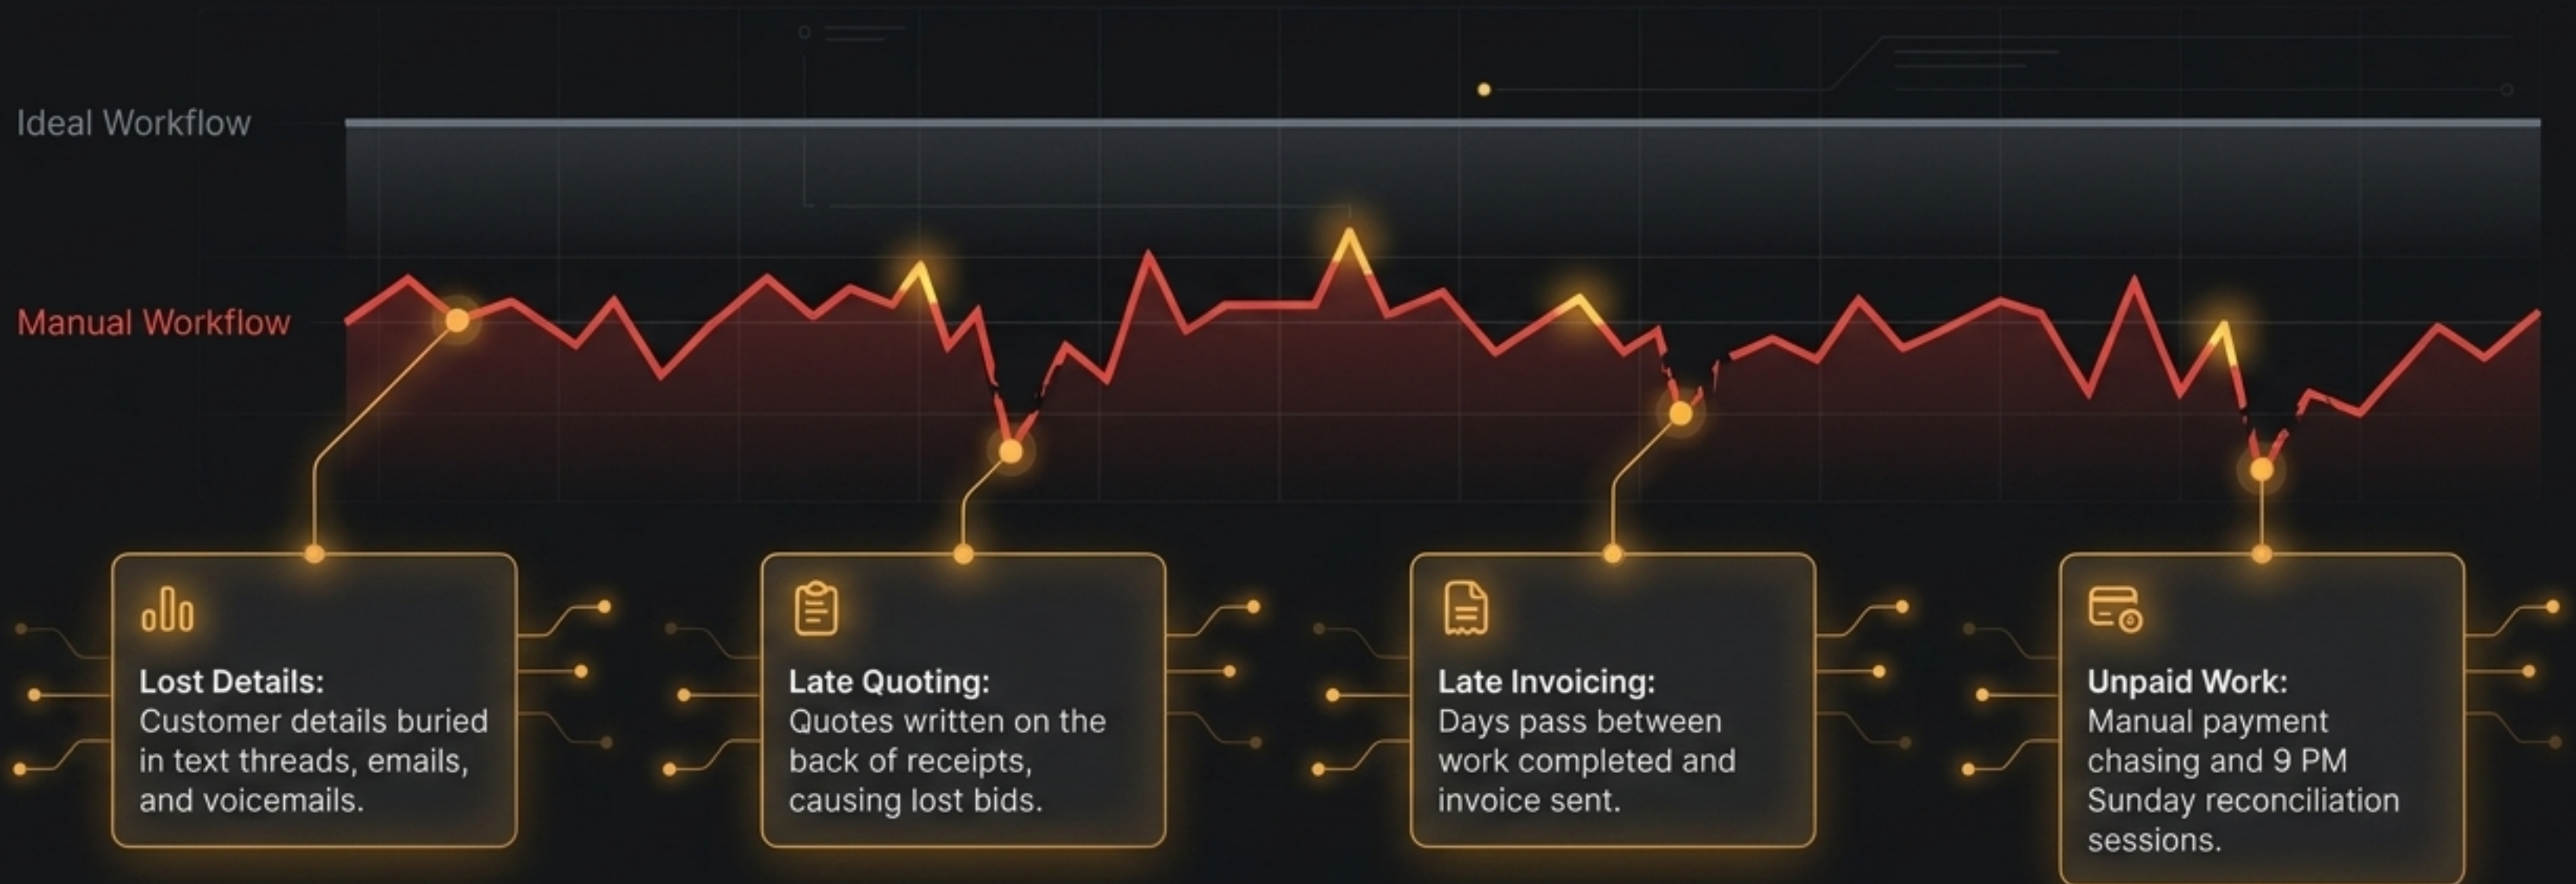 Ideal Workflow
Manual Workflow
Lost Details:
Customer details buried
in text threads, emails,
and voicemails.
Late Quoting:
Quotes written on the
back of receipts,
causing lost bids.
Late Invoicing:
Days pass between
work completed and
invoice sent.
Unpaid Work:
Manual payment
chasing and 9 PM
Sunday reconciliation
sessions.